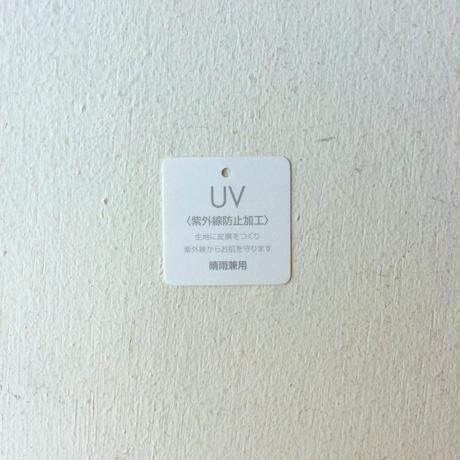 UV
〈紫外線防止加工〉
生地に皮膜をつくり
紫外線からお肌を守ります
晴雨兼用